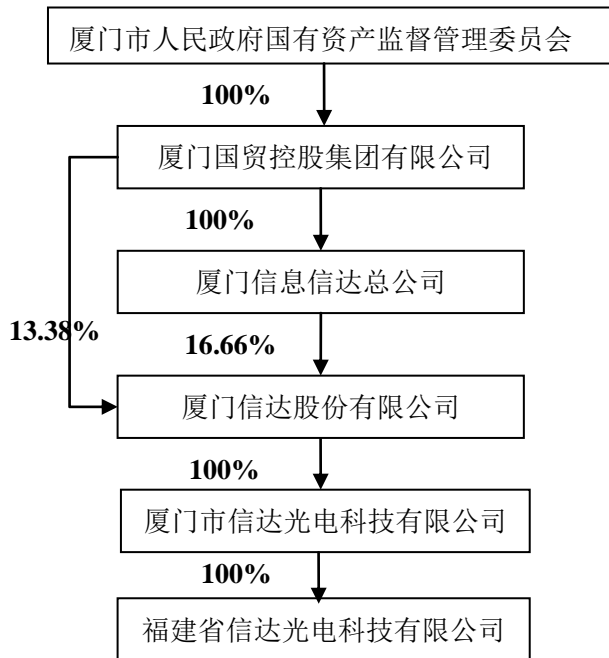 厦门市人民政府国有资产监督管理委员会
100%
厦门国贸控股集团有限公司
100%
厦门信息信达总公司
13.38%
16.66%
厦门信达股份有限公司
100%
厦门市信达光电科技有限公司
100%
福建省信达光电科技有限公司